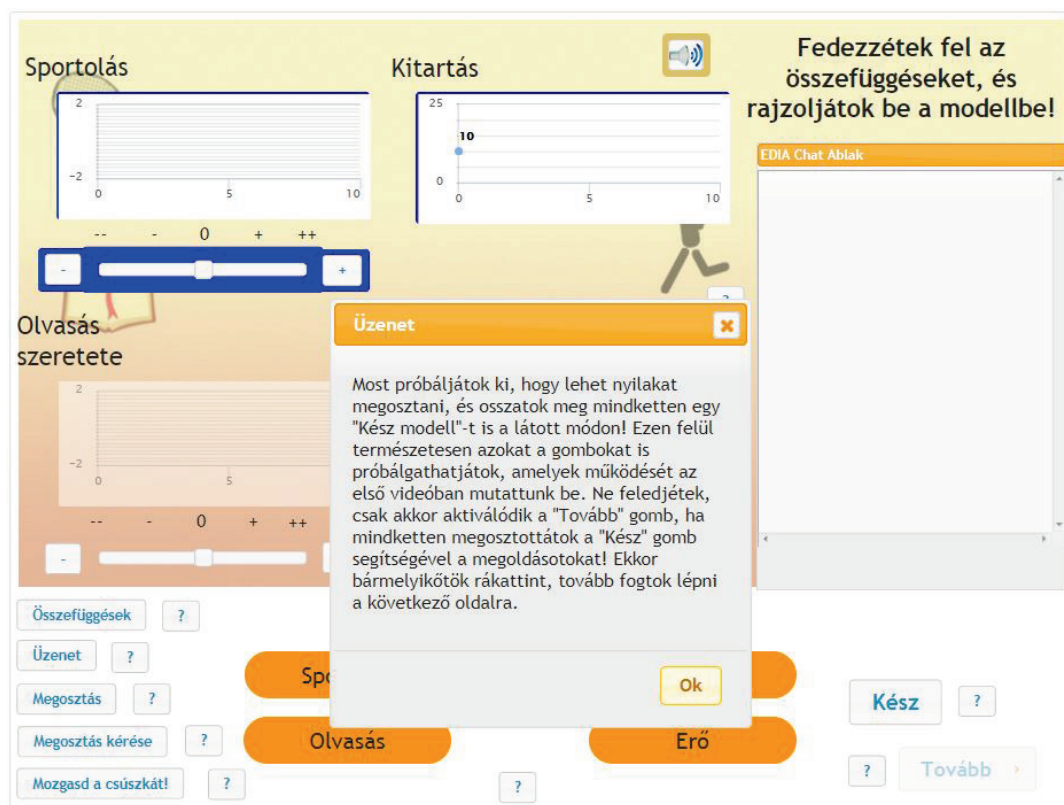 Sportolás
2
-2
0
5
10
-- - 0 + ++
- +
Kitartás
25
10
0
0
5
10
?
Fedezzétek fel az
összefüggéseket, és
rajzoljátok be a modellbe!
EDIA Chat Ablak
Olvasás
szeretete
2
-2
0
5
-- - 0 + ++
-
Üzenet
Most próbáljátok ki, hogy lehet nyilakat
megosztani, és osszatok meg mindketten egy
"Kész modell"-t is a látott módon! Ezen felül
természetesen azokat a gombokat is
próbálgathatjátok, amelyek működését az
első videóban mutattunk be. Ne feledjétek,
csak akkor aktiválódik a "Tovább" gomb, ha
mindketten megosztottátok a "Kész" gomb
segítségével a megoldásotokat! Ekkor
bármelyikőtök rákattint, tovább fogtok lépni
a következő oldalra.
Ok
Összefüggések ?
Üzenet ?
Megosztás ?
Megosztás kérése ?
Mozgasd a csúszkát! ?
Spo
Olvasás
Erő
?
Kész ?
? Tovább ›